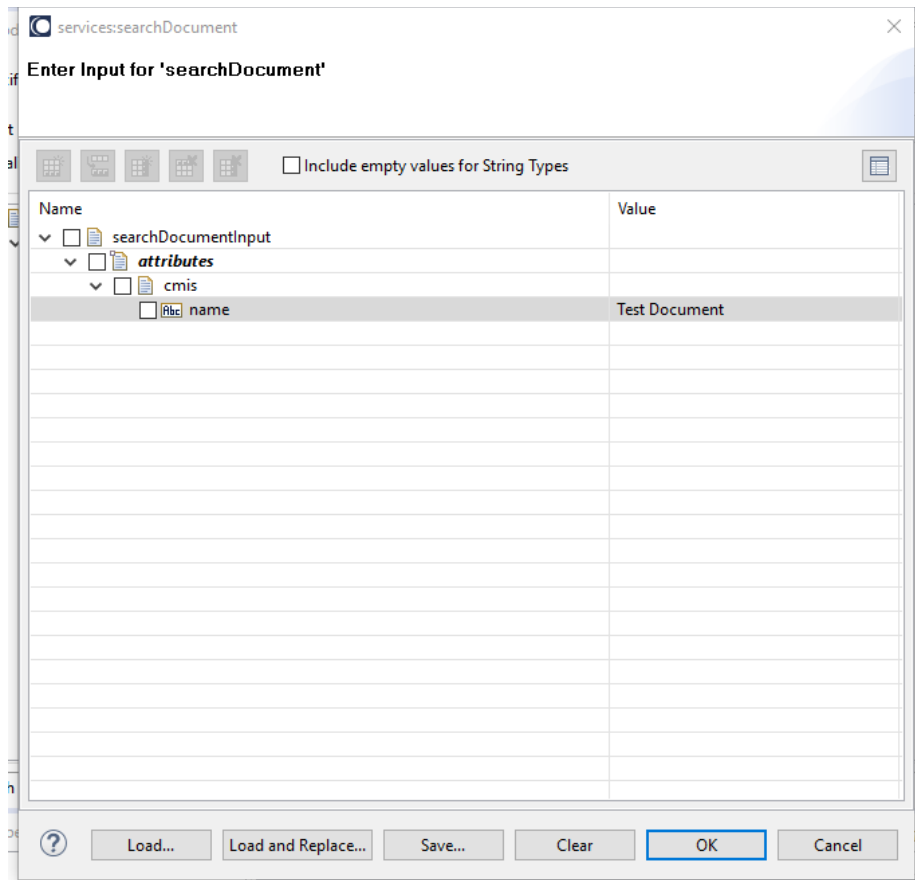 services:searchDocument
Enter Input for 'searchDocument'
Include empty values for String Types
Name Value
searchDocumentInput
attributes
cmis
Abc name Test Document
? Load... Load and Replace... Save... Clear OK Cancel